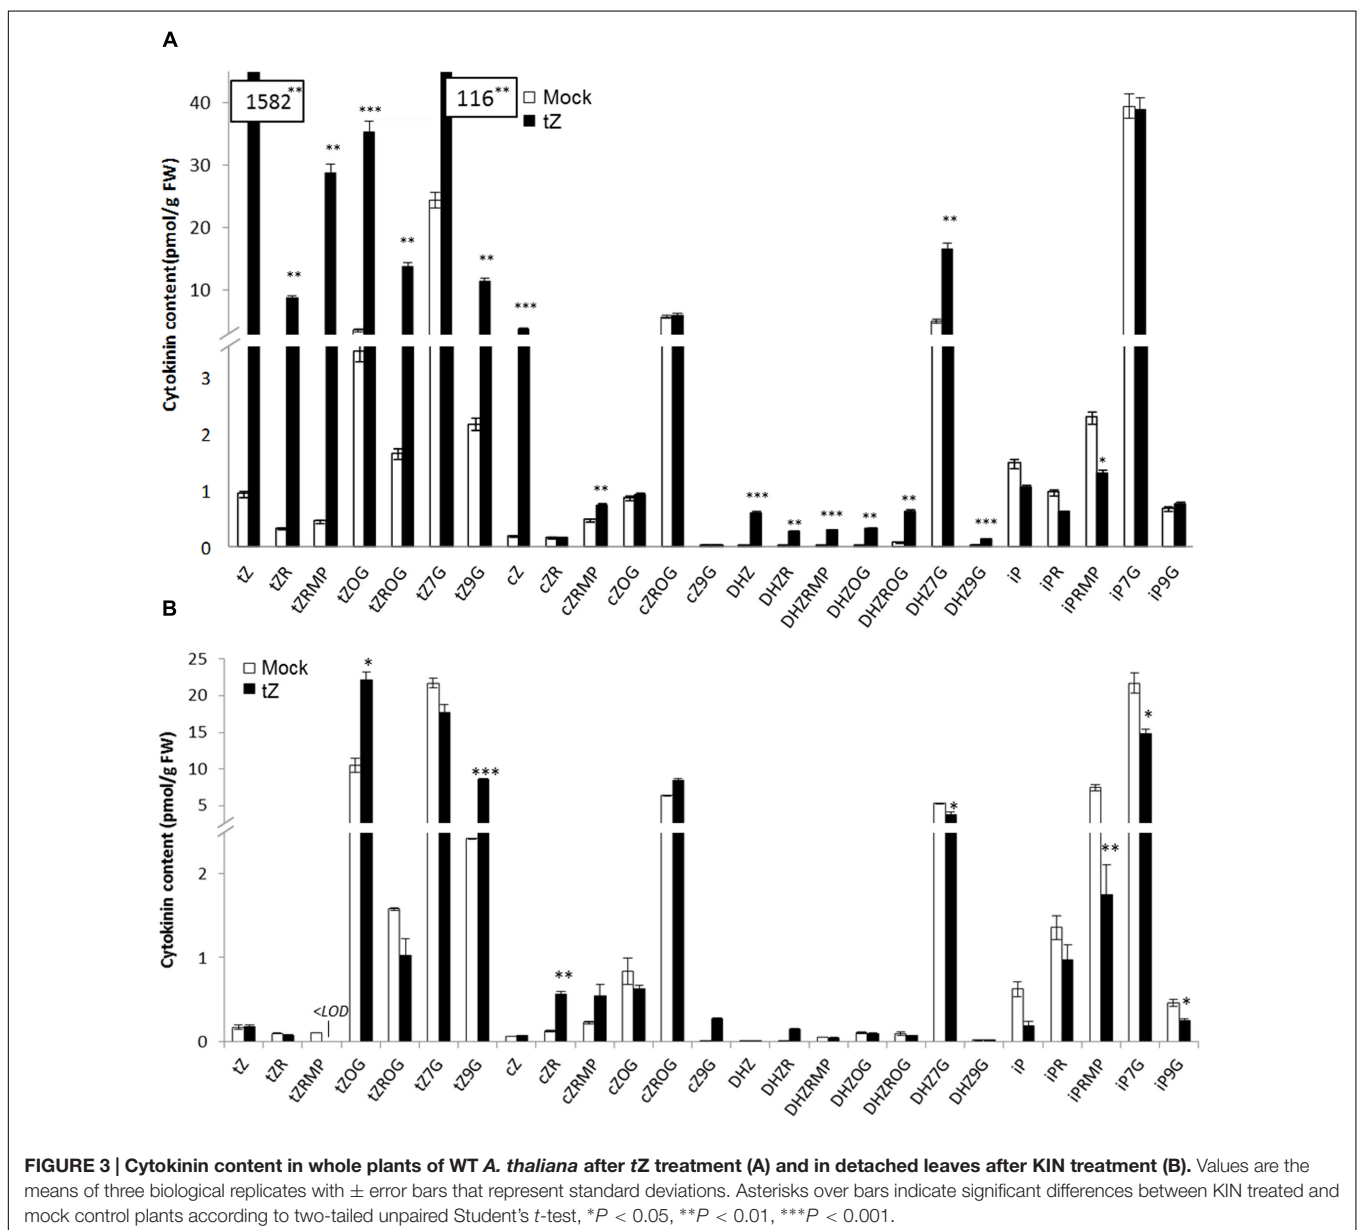 A
1582**
116**
Mock
tZ
Cytokinin content(pmol/g FW)
40
30
20
10
3
2
1
0
**
**
***
**
**
***
**
***
**
***
**
**
**
***
*
tZ
tZR
tZRMP
tZOG
tZROG
tZ7G
tZ9G
cZ
cZR
cZRMP
cZOG
cZROG
cZ9G
DHZ
DHZR
DHZRMP
DHZOG
DHZROG
DHZ7G
DHZ9G
iP
iPR
iPRMP
iP7G
iP9G
B
Mock
tZ
Cytokinin content (pmol/g FW)
25
20
15
10
5
2
1
0
<LOD
*
***
**
*
**
*
*
tZ
tZR
tZRMP
tZOG
tZROG
tZ7G
tZ9G
cZ
cZR
cZRMP
cZOG
cZROG
cZ9G
DHZ
DHZR
DHZRMP
DHZOG
DHZROG
DHZ7G
DHZ9G
iP
iPR
iPRMP
iP7G
iP9G
FIGURE 3 | Cytokinin content in whole plants of WT A. thaliana after tZ treatment (A) and in detached leaves after KIN treatment (B). Values are the
means of three biological replicates with ± error bars that represent standard deviations. Asterisks over bars indicate significant differences between KIN treated and
mock control plants according to two-tailed unpaired Student's t-test, *P < 0.05, **P < 0.01, ***P < 0.001.